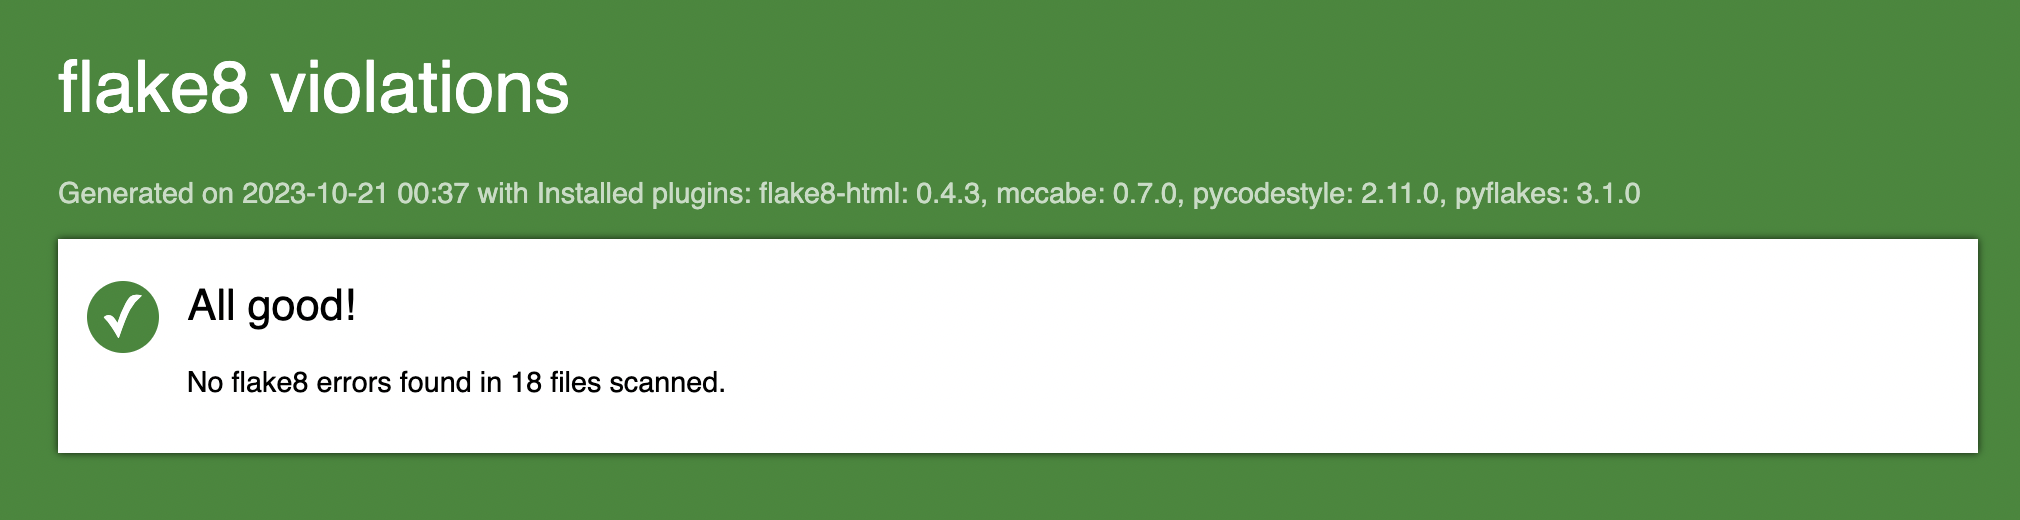 flake8 violations
Generated on 2023-10-21 00:37 with Installed plugins: flake8-html: 0.4.3, mccabe: 0.7.0, pycodestyle: 2.11.0, pyflakes: 3.1.0
All good!
No flake8 errors found in 18 files scanned.